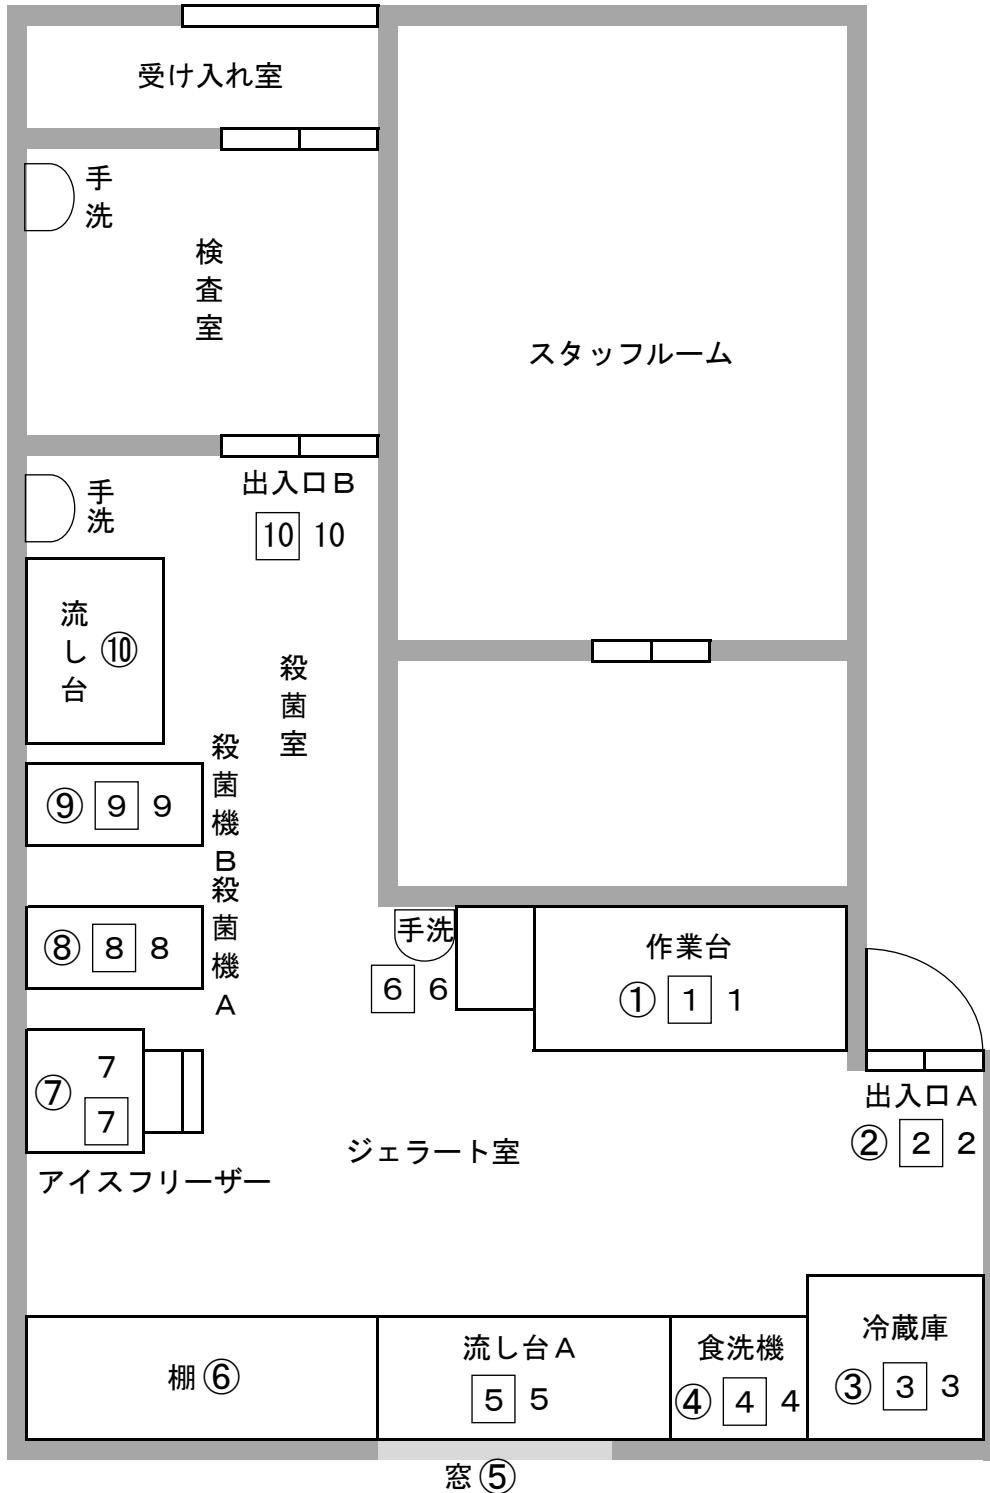 受け入れ室
手洗
検査室
スタッフルーム
出入口B
10 10
手洗
流し台 ⑩
殺菌室
殺菌機B
⑨ 9 9
殺菌機A
⑧ 8 8
手洗
6 6
作業台
① 1 1
7
⑦ 7
アイスフリーザー
ジェラート室
出入口A
② 2 2
棚⑥
流し台A
5 5
食洗機
④ 4 4
冷蔵庫
③ 3 3
窓⑤